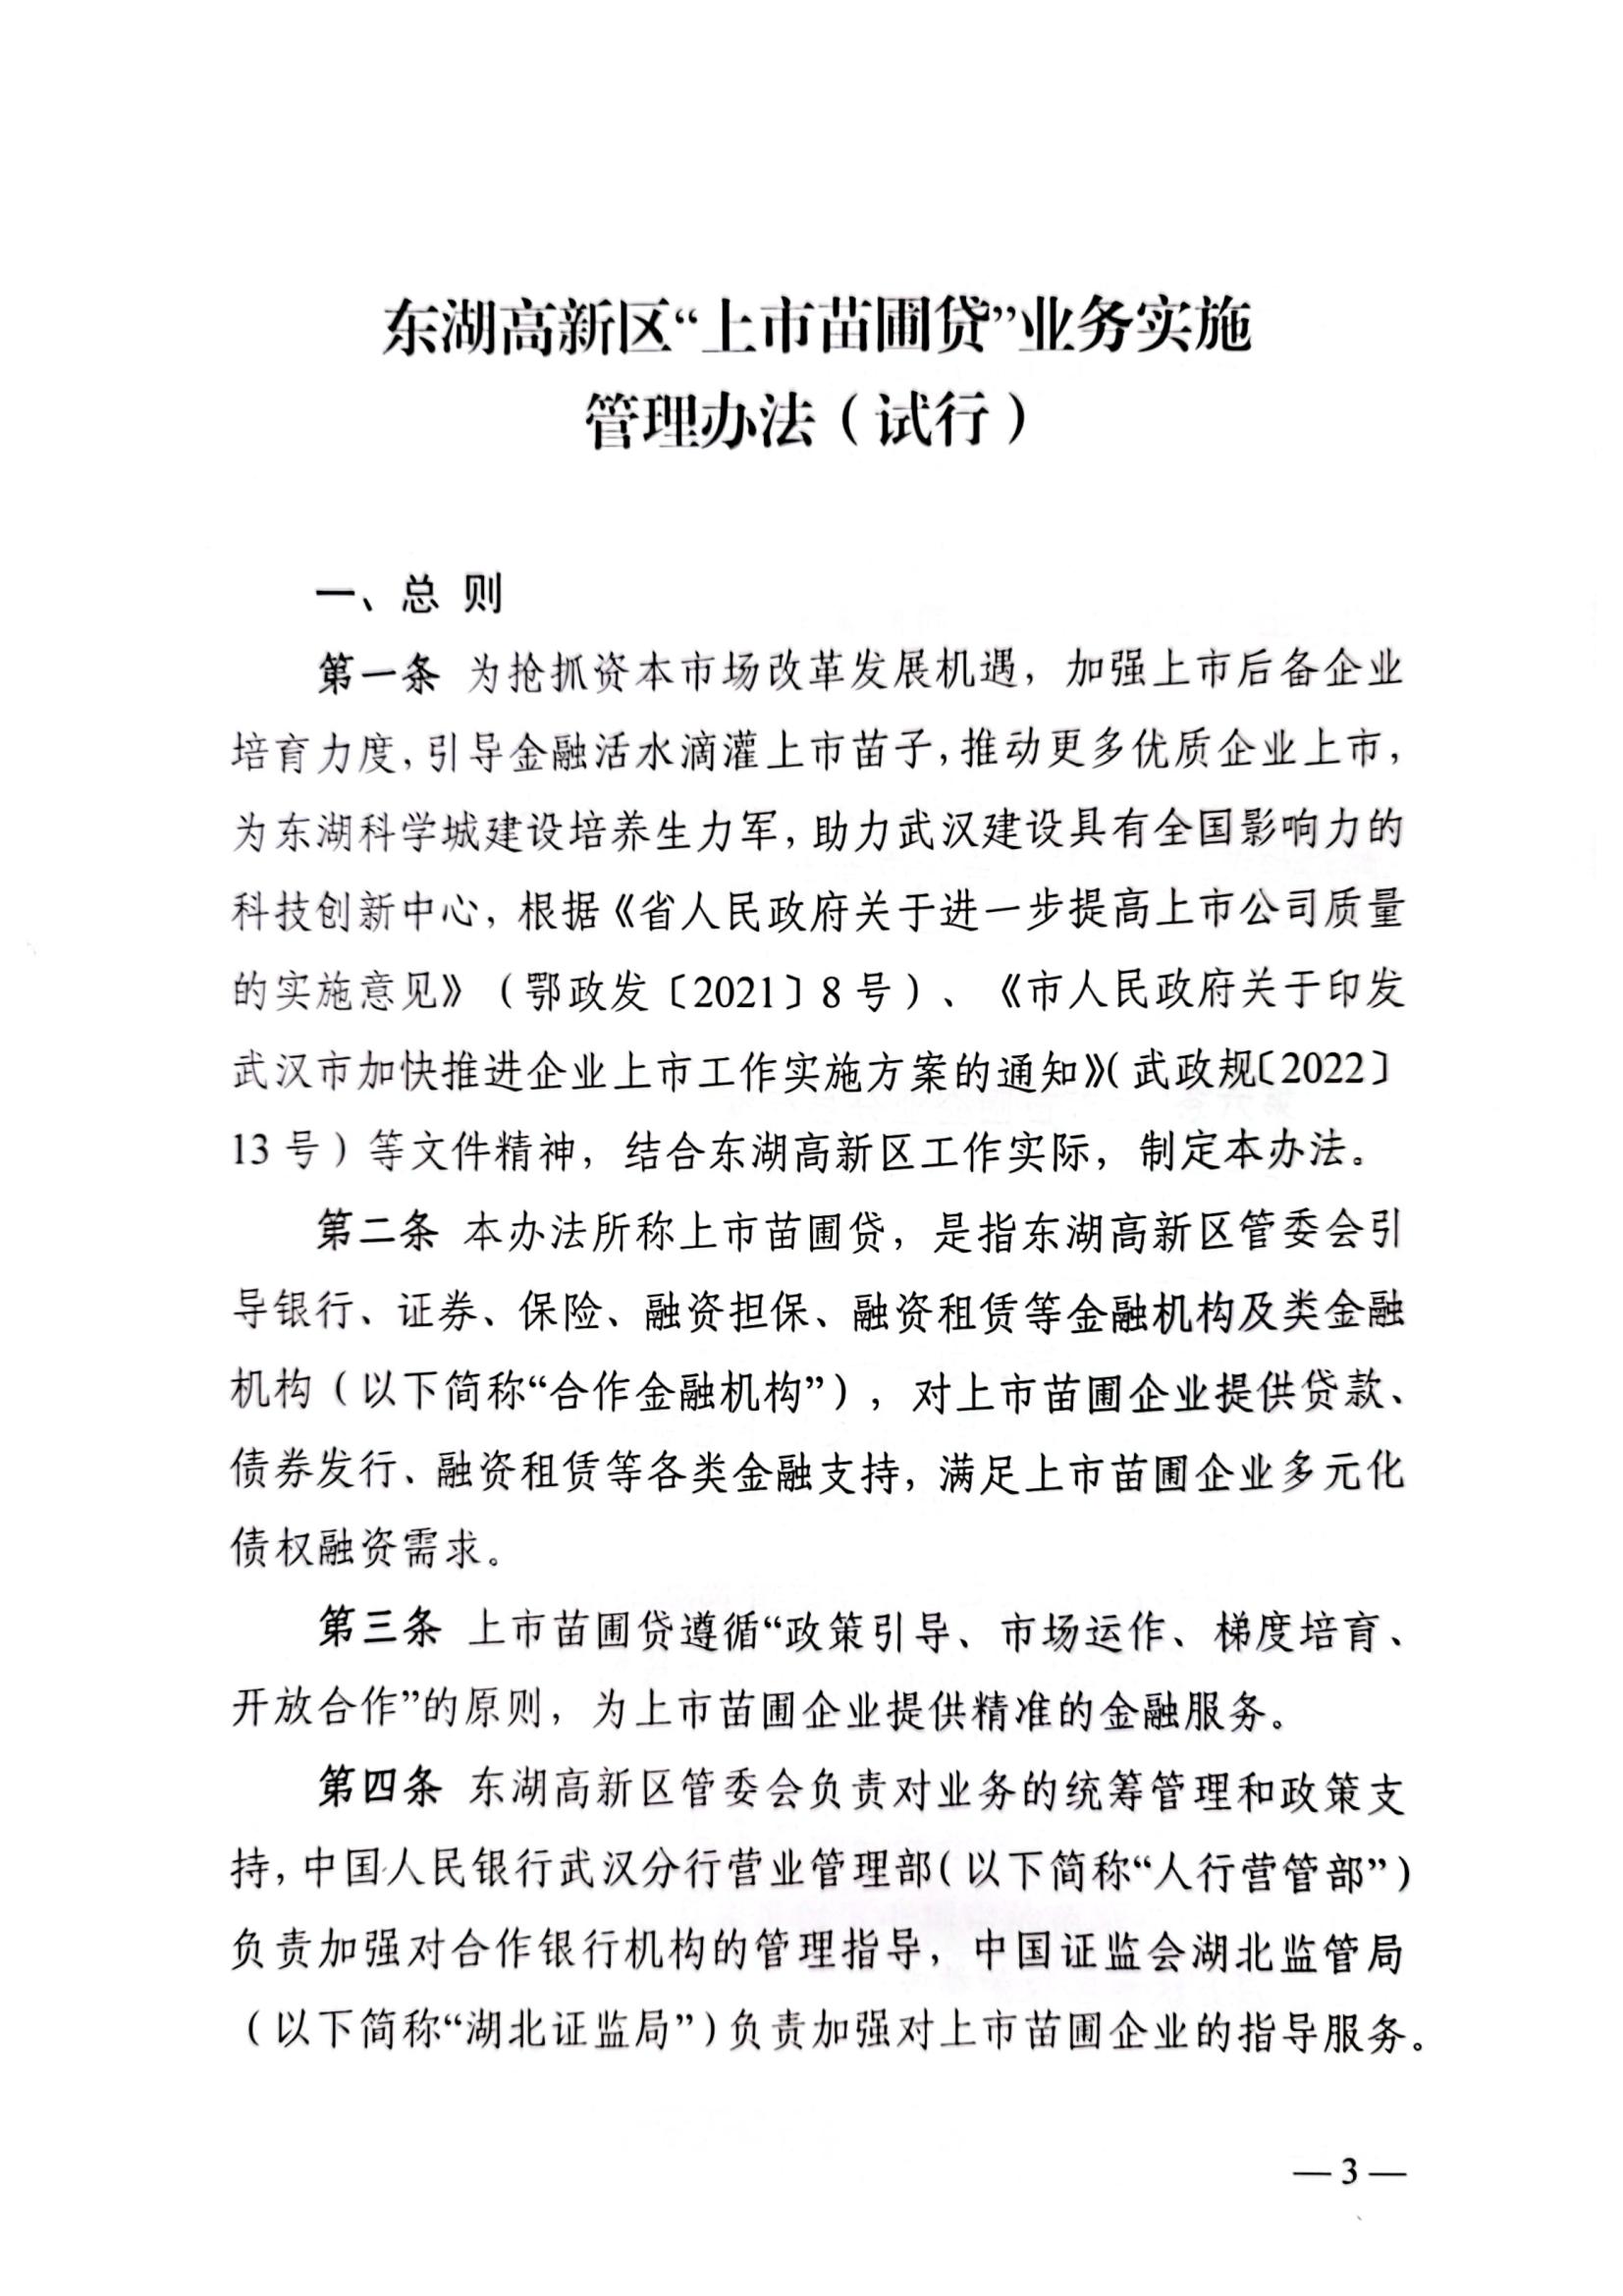 东湖高新区“上市苗圃贷”业务实施
管理办法（试行）
一、总 则
第一条 为抢抓资本市场改革发展机遇，加强上市后备企业
培育力度，引导金融活水滴灌上市苗子，推动更多优质企业上市，
为东湖科学城建设培养生力军，助力武汉建设具有全国影响力的
科技创新中心，根据《省人民政府关于进一步提高上市公司质量
的实施意见》（鄂政发〔2021〕8 号）、《市人民政府关于印发
武汉市加快推进企业上市工作实施方案的通知》（武政规〔2022〕
13 号）等文件精神，结合东湖高新区工作实际，制定本办法。
第二条 本办法所称上市苗圃贷，是指东湖高新区管委会引
导银行、证券、保险、融资担保、融资租赁等金融机构及类金融
机构（以下简称“合作金融机构”），对上市苗圃企业提供贷款、
债券发行、融资租赁等各类金融支持，满足上市苗圃企业多元化
债权融资需求。
第三条 上市苗圃贷遵循“政策引导、市场运作、梯度培育、
开放合作”的原则，为上市苗圃企业提供精准的金融服务。
第四条 东湖高新区管委会负责对业务的统筹管理和政策支
持，中国人民银行武汉分行营业管理部（以下简称“人行营管部”）
负责加强对合作银行机构的管理指导，中国证监会湖北监管局
（以下简称“湖北证监局”）负责加强对上市苗圃企业的指导服务。
— 3 —